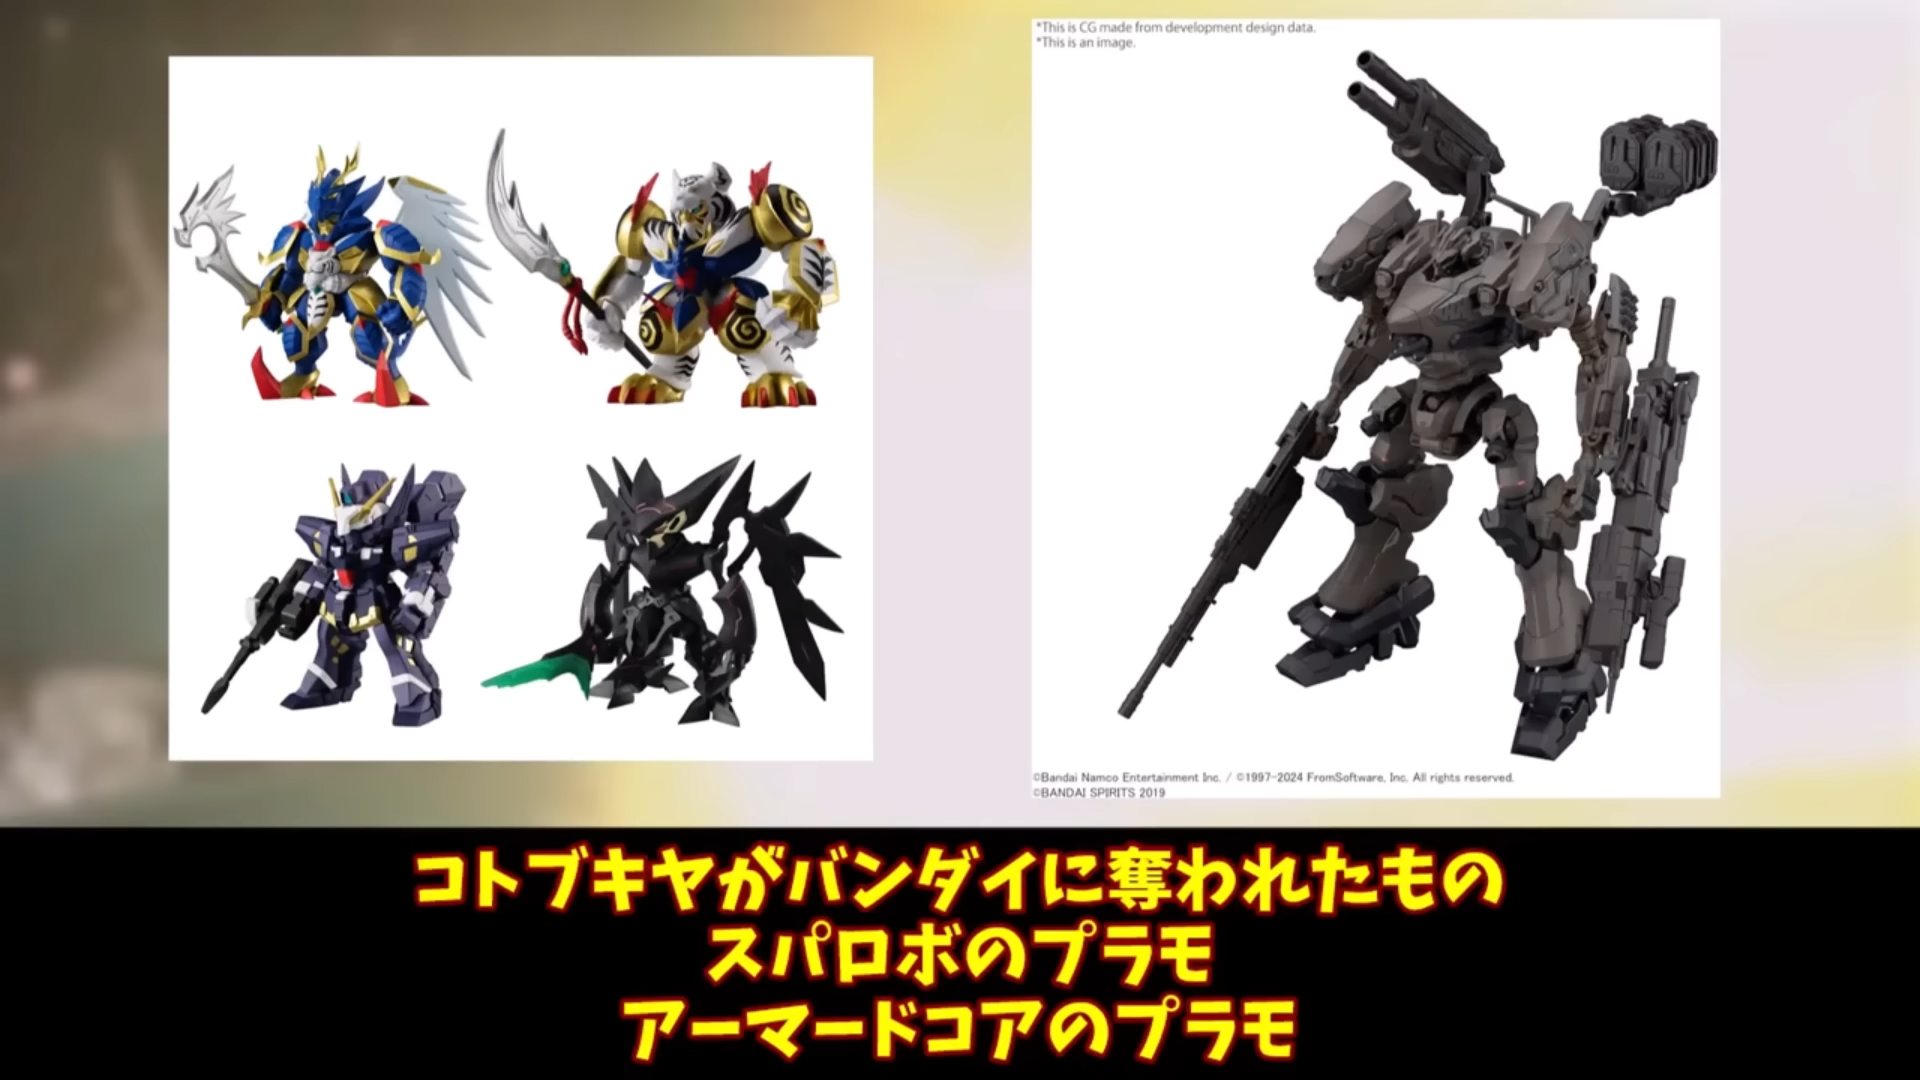 *This is CG made from development design data.
*This is an image.
©Bandai Namco Entertainment Inc. / ©1997-2024 FromSoftware, Inc. All rights reserved.
©BANDAI SPIRITS 2019
コトブキヤがバンダイに奪われたもの
スパロボのプラモ
アーマードコアのプラモ